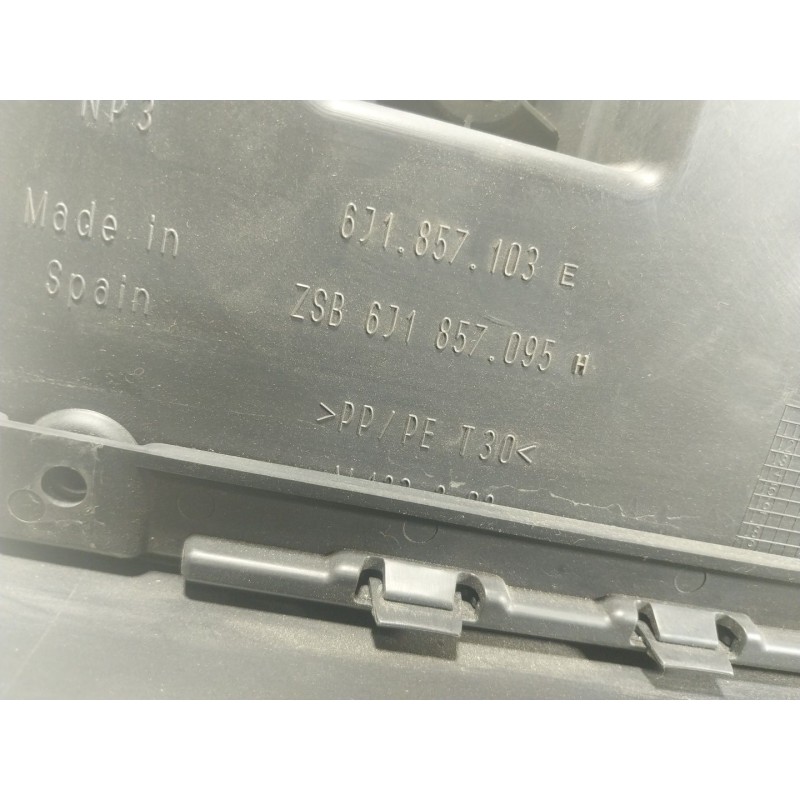 NP3
Made in
Spain
6J1.857.103 E
ZSB 6J1 857.095 H
>PP/PE T30<